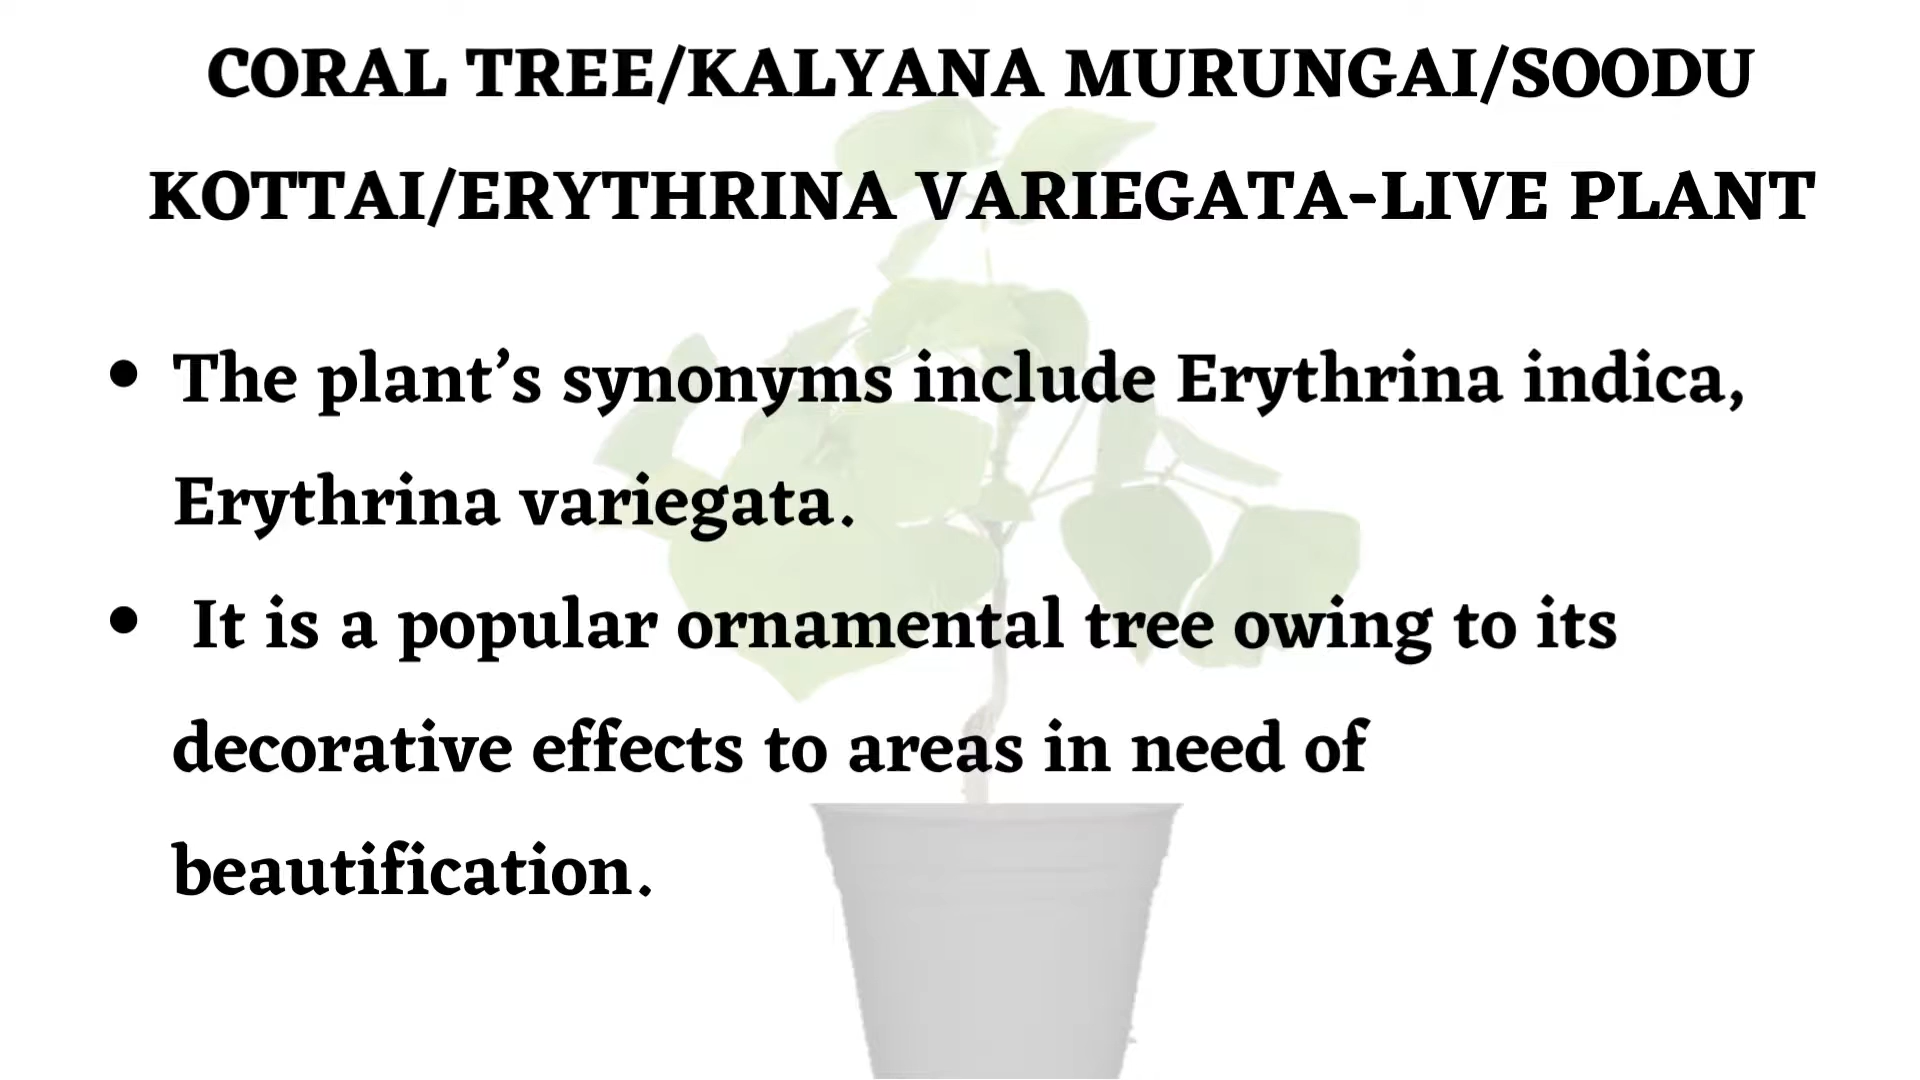 CORAL TREE/KALYANA MURUNGAI/SOODU
KOTTAI/ERYTHRINA VARIEGATA-LIVE PLANT
• The plant’s synonyms include Erythrina indica,
Erythrina variegata.
• It is a popular ornamental tree owing to its
decorative effects to areas in need of
beautification.